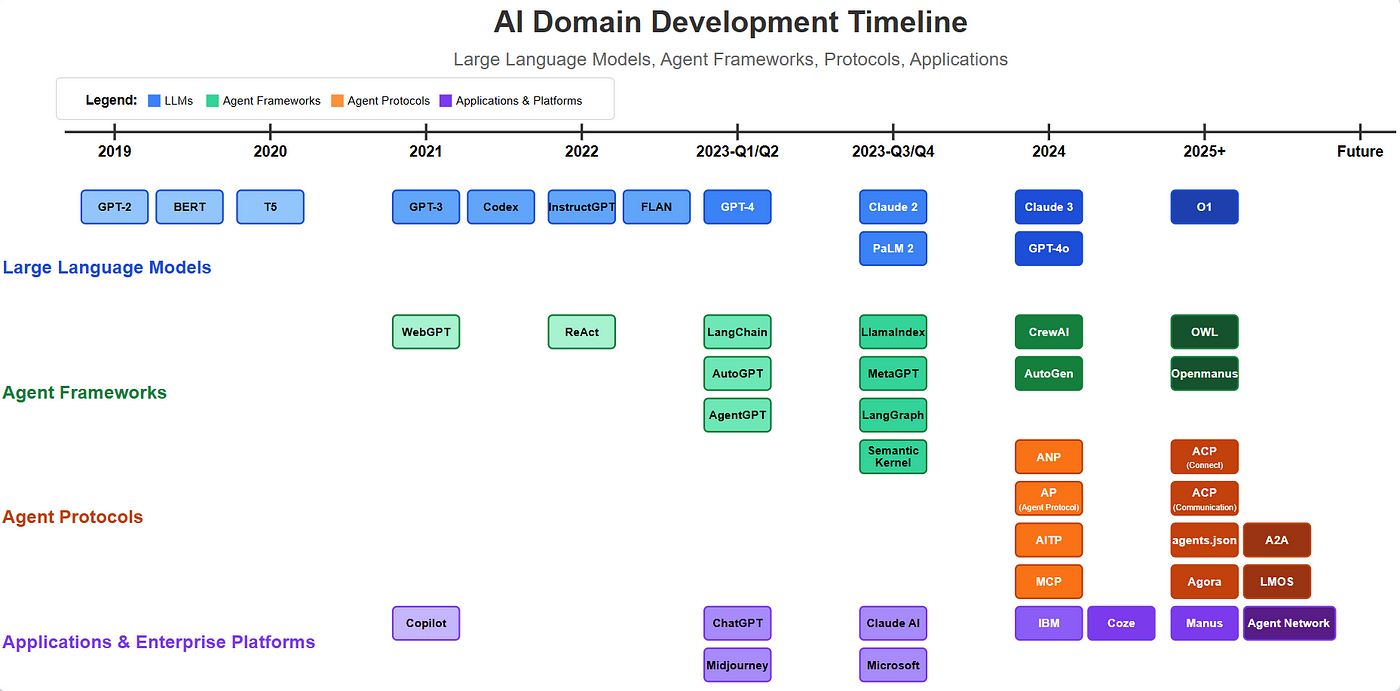 AI Domain Development Timeline
Large Language Models, Agent Frameworks, Protocols, Applications
Legend: LLMs Agent Frameworks Agent Protocols Applications & Platforms
2019 2020 2021 2022 2023-Q1/Q2 2023-Q3/Q4 2024 2025+ Future
GPT-2 BERT T5 GPT-3 Codex InstructGPT FLAN GPT-4 Claude 2 Claude 3 O1
PaLM 2 GPT-4o
Large Language Models
WebGPT ReAct LangChain LlamaIndex CrewAI OWL
AutoGPT MetaGPT AutoGen Openmanus
Agent Frameworks
AgentGPT LangGraph
Semantic
Kernel
ANP
ACP
(Connect)
AP
(Agent Protocol)
ACP
(Communication)
Agent Protocols
AITP agents.json A2A
MCP Agora LMOS
Copilot ChatGPT Claude AI IBM Coze Manus Agent Network
Applications & Enterprise Platforms
Midjourney Microsoft